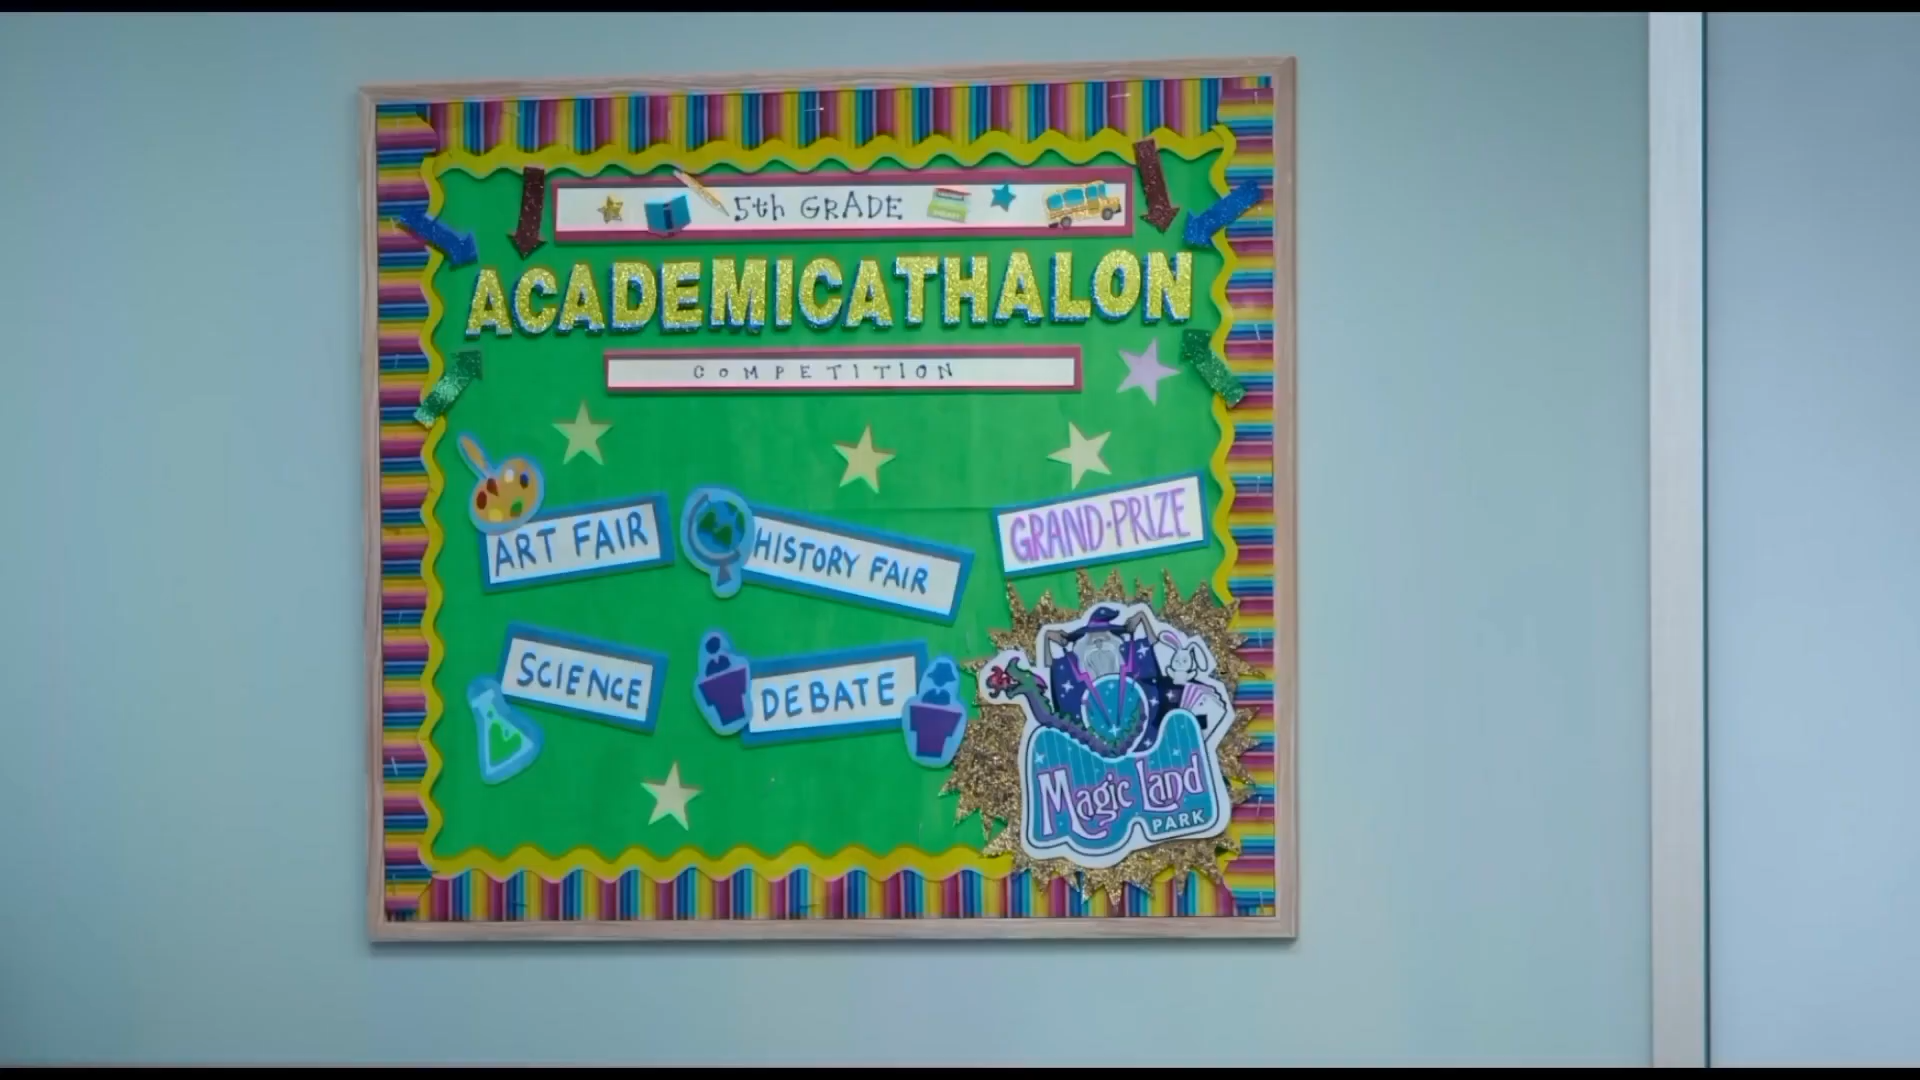 5th GRADE
ACADEMICATHALON
COMPETITION
ART FAIR
HISTORY FAIR
GRAND-PRIZE
SCIENCE
DEBATE
Magic Land
PARK